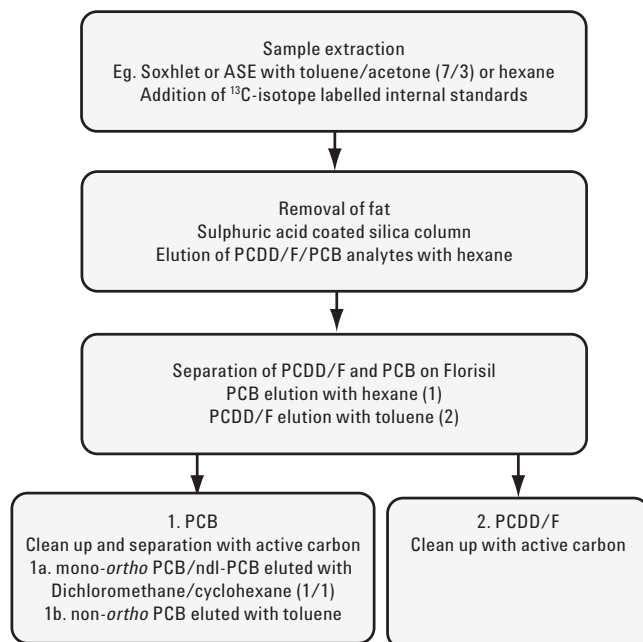 Sample extraction
Eg. Soxhlet or ASE with toluene/acetone (7/3) or hexane
Addition of ¹³C-isotope labelled internal standards
Removal of fat
Sulphuric acid coated silica column
Elution of PCDD/F/PCB analytes with hexane
Separation of PCDD/F and PCB on Florisil
PCB elution with hexane (1)
PCDD/F elution with toluene (2)
1. PCB
Clean up and separation with active carbon
1a. mono-ortho PCB/ndl-PCB eluted with
Dichloromethane/cyclohexane (1/1)
1b. non-ortho PCB eluted with toluene
2. PCDD/F
Clean up with active carbon